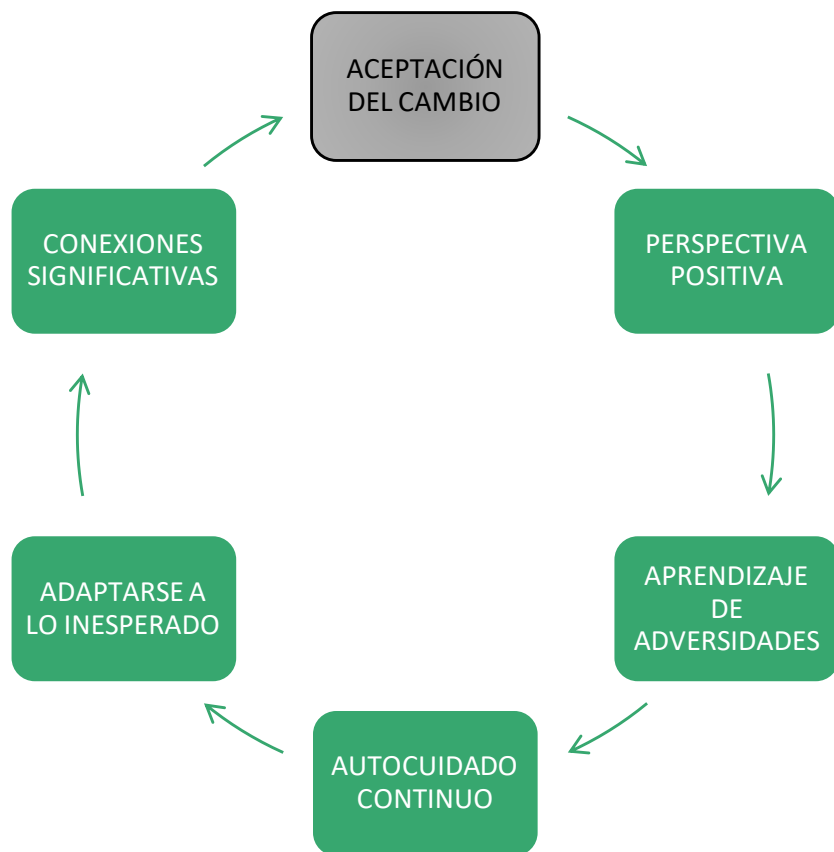 ACEPTACIÓN
DEL CAMBIO
PERSPECTIVA
POSITIVA
APRENDIZAJE
DE
ADVERSIDADES
AUTOCUIDADO
CONTINUO
ADAPTARSE A
LO INESPERADO
CONEXIONES
SIGNIFICATIVAS